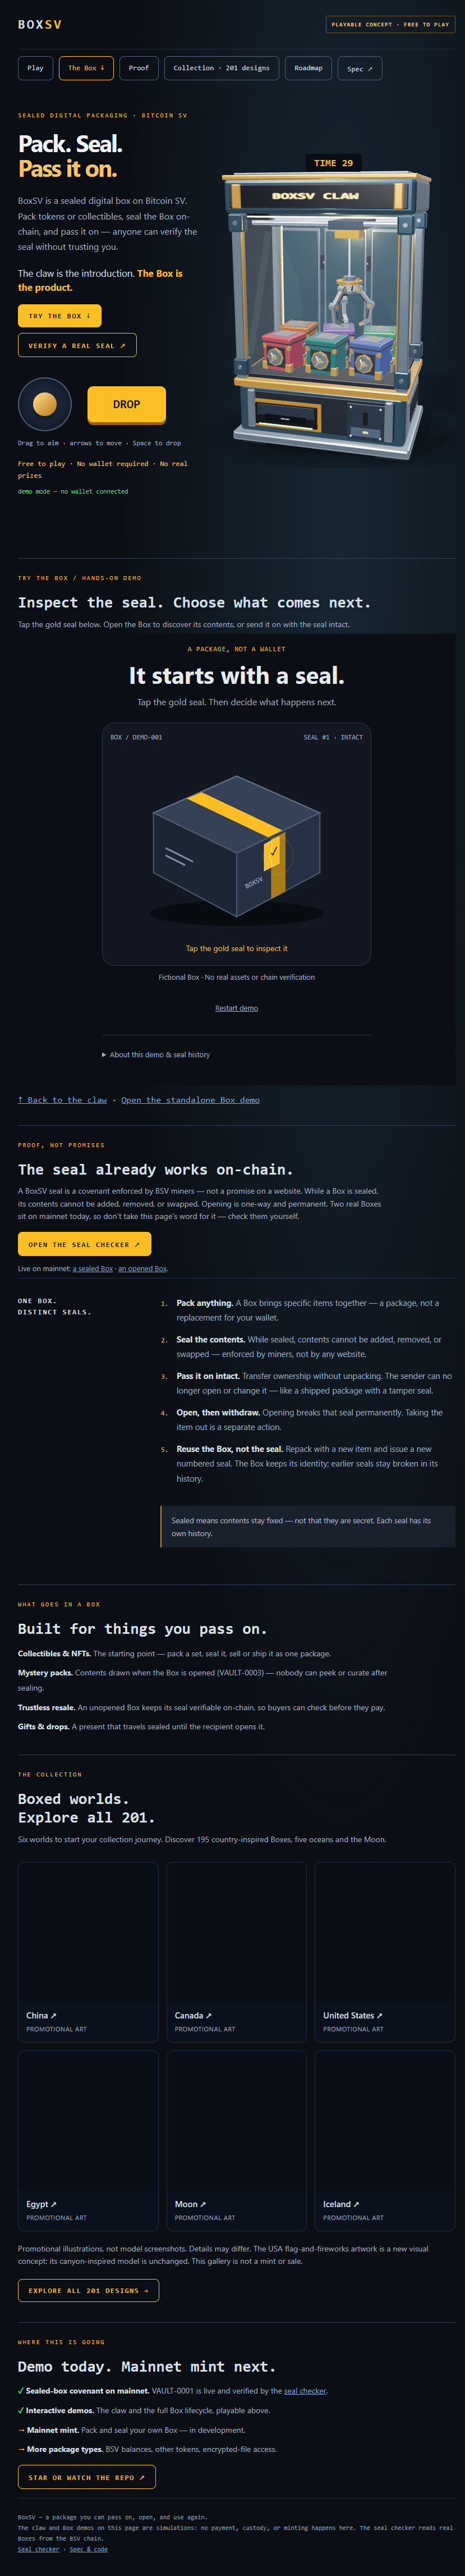 BOXSV
PLAYABLE CONCEPT · FREE TO PLAY
Play
The Box ↓
Proof
Collection · 201 designs
Roadmap
Spec ↗
SEALED DIGITAL PACKAGING · BITCOIN SV
Pack. Seal.
Pass it on.
BoxSV is a sealed digital box on Bitcoin SV.
Pack tokens or collectibles, seal the Box on-
chain, and pass it on — anyone can verify the
seal without trusting you.
The claw is the introduction. The Box is
the product.
TRY THE BOX ↓
VERIFY A REAL SEAL ↗
TIME 29
BOXSV CLAW
DROP
Drag to aim · arrows to move · Space to drop
Free to play · No wallet required · No real
prizes
demo mode — no wallet connected
TRY THE BOX / HANDS-ON DEMO
Inspect the seal. Choose what comes next.
Tap the gold seal below. Open the Box to discover its contents, or send it on with the seal intact.
A PACKAGE, NOT A WALLET
It starts with a seal.
Tap the gold seal. Then decide what happens next.
BOX / DEMO-001
SEAL #1 · INTACT
✓
BOXSV
Tap the gold seal to inspect it
Fictional Box · No real assets or chain verification
Restart demo
▶ About this demo & seal history
↑ Back to the claw · Open the standalone Box demo
PROOF, NOT PROMISES
The seal already works on-chain.
A BoxSV seal is a covenant enforced by BSV miners — not a promise on a website. While a Box is sealed,
its contents cannot be added, removed, or swapped. Opening is one-way and permanent. Two real Boxes
sit on mainnet today, so don't take this page's word for it — check them yourself.
OPEN THE SEAL CHECKER ↗
Live on mainnet: a sealed Box · an opened Box.
ONE BOX.
DISTINCT SEALS.
1. Pack anything. A Box brings specific items together — a package, not a
replacement for your wallet.
2. Seal the contents. While sealed, contents cannot be added, removed, or
swapped — enforced by miners, not by any website.
3. Pass it on intact. Transfer ownership without unpacking. The sender can no
longer open or change it — like a shipped package with a tamper seal.
4. Open, then withdraw. Opening breaks that seal permanently. Taking the
item out is a separate action.
5. Reuse the Box, not the seal. Repack with a new item and issue a new
numbered seal. The Box keeps its identity; earlier seals stay broken in its
history.
Sealed means contents stay fixed — not that they are secret. Each seal has its
own history.
WHAT GOES IN A BOX
Built for things you pass on.
Collectibles & NFTs. The starting point — pack a set, seal it, sell or ship it as one package.
Mystery packs. Contents drawn when the Box is opened (VAULT-0003) — nobody can peek or curate after
sealing.
Trustless resale. An unopened Box keeps its seal verifiable on-chain, so buyers can check before they pay.
Gifts & drops. A present that travels sealed until the recipient opens it.
THE COLLECTION
Boxed worlds.
Explore all 201.
Six worlds to start your collection journey. Discover 195 country-inspired Boxes, five oceans and the Moon.
China ↗
PROMOTIONAL ART
Canada ↗
PROMOTIONAL ART
United States ↗
PROMOTIONAL ART
Egypt ↗
PROMOTIONAL ART
Moon ↗
PROMOTIONAL ART
Iceland ↗
PROMOTIONAL ART
Promotional illustrations, not model screenshots. Details may differ. The USA flag-and-fireworks artwork is a new visual
concept; its canyon-inspired model is unchanged. This gallery is not a mint or sale.
EXPLORE ALL 201 DESIGNS →
WHERE THIS IS GOING
Demo today. Mainnet mint next.
✓ Sealed-box covenant on mainnet. VAULT-0001 is live and verified by the seal checker.
✓ Interactive demos. The claw and the full Box lifecycle, playable above.
→ Mainnet mint. Pack and seal your own Box — in development.
→ More package types. BSV balances, other tokens, encrypted-file access.
STAR OR WATCH THE REPO ↗
BoxSV — a package you can pass on, open, and use again.
The claw and Box demos on this page are simulations: no payment, custody, or minting happens here. The seal checker reads real
Boxes from the BSV chain.
Seal checker · Spec & code